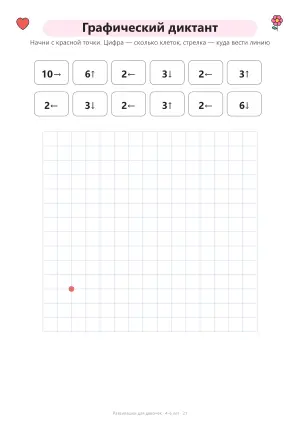 Графический диктант
Начни с красной точки. Цифра — сколько клеток, стрелка — куда вести линию
10→ 6↑ 2← 3↓ 2← 3↑
2← 3↓ 2← 3↑ 2← 6↓